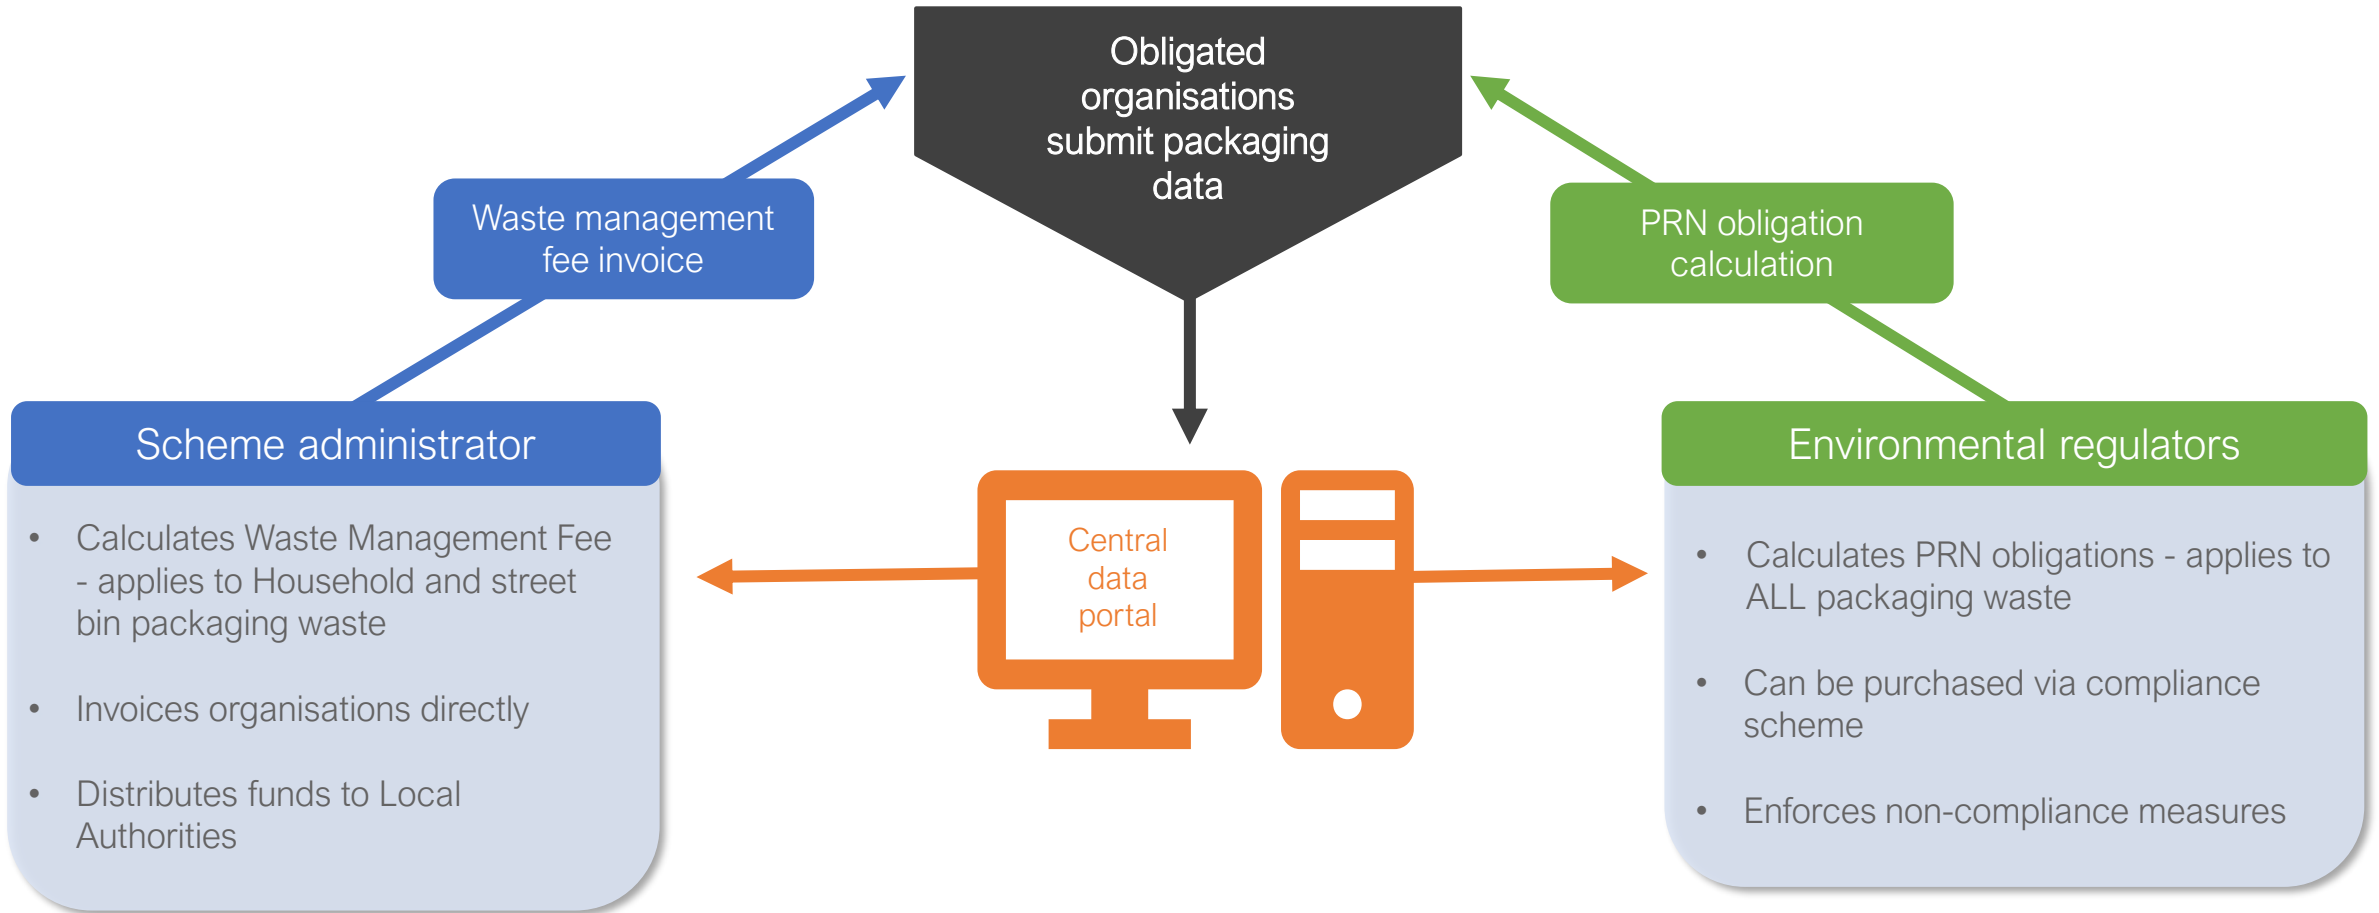 Obligated
organisations
submit packaging
data
Waste management
fee invoice
PRN obligation
calculation
Scheme administrator
• Calculates Waste Management Fee
- applies to Household and street
bin packaging waste
• Invoices organisations directly
• Distributes funds to Local
Authorities
Central
data
portal
Environmental regulators
• Calculates PRN obligations - applies to
ALL packaging waste
• Can be purchased via compliance
scheme
• Enforces non-compliance measures